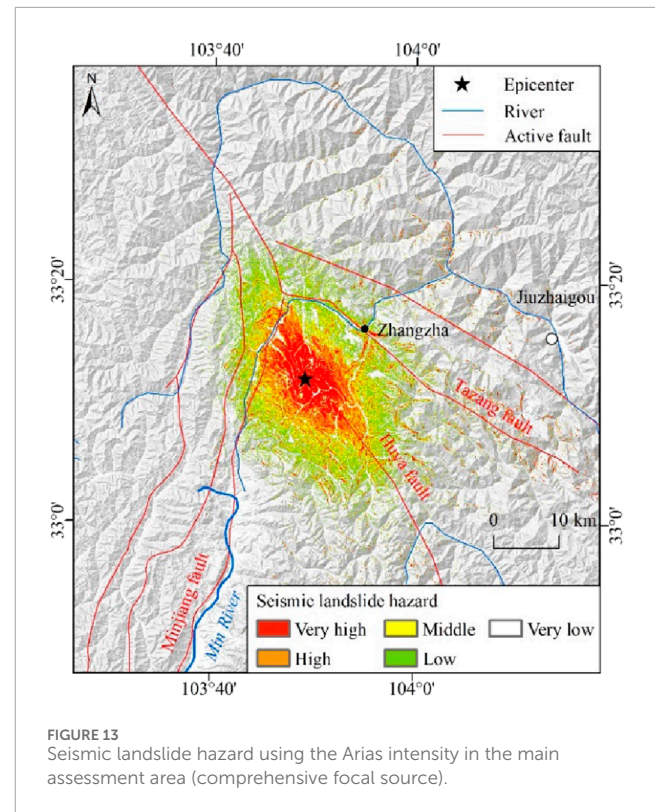 103°40'
104°0'
N
Epicenter
River
Active fault
33°20'
33°20'
Jiuzhaigou
Zhangzha
Tazang fault
Huya fault
33°0'
33°0'
0 10 km
Minjiang fault
Min River
Seismic landslide hazard
Very high Middle Very low
High Low
103°40'
104°0'
FIGURE 13
Seismic landslide hazard using the Arias intensity in the main
assessment area (comprehensive focal source).